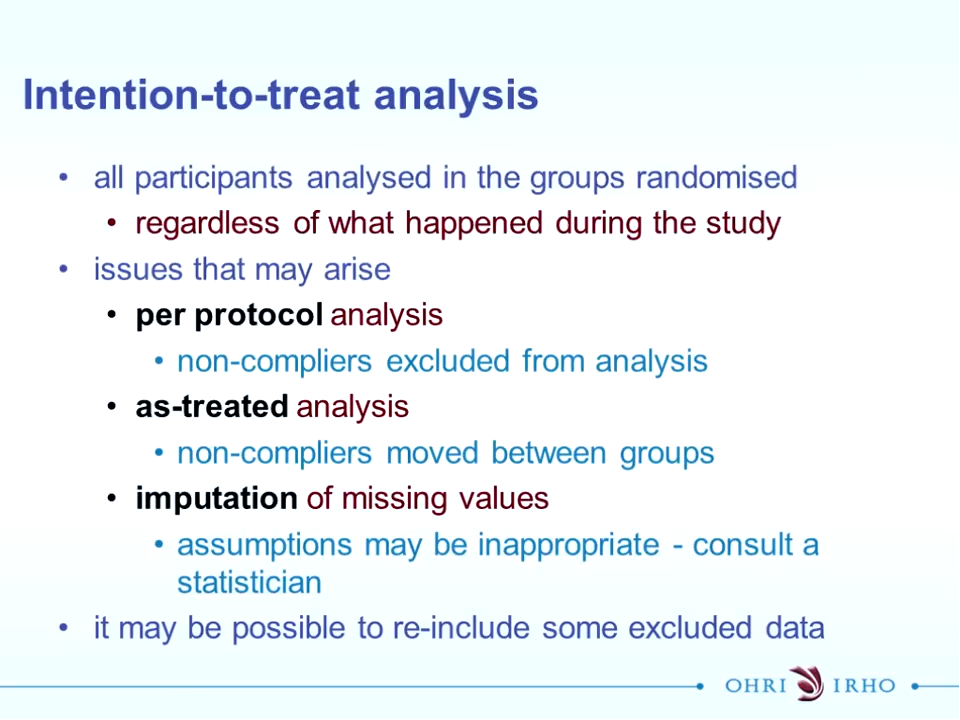 Intention-to-treat analysis
• all participants analysed in the groups randomised
• regardless of what happened during the study
• issues that may arise
• per protocol analysis
• non-compliers excluded from analysis
• as-treated analysis
• non-compliers moved between groups
• imputation of missing values
• assumptions may be inappropriate - consult a
statistician
• it may be possible to re-include some excluded data
OHRI IRHO